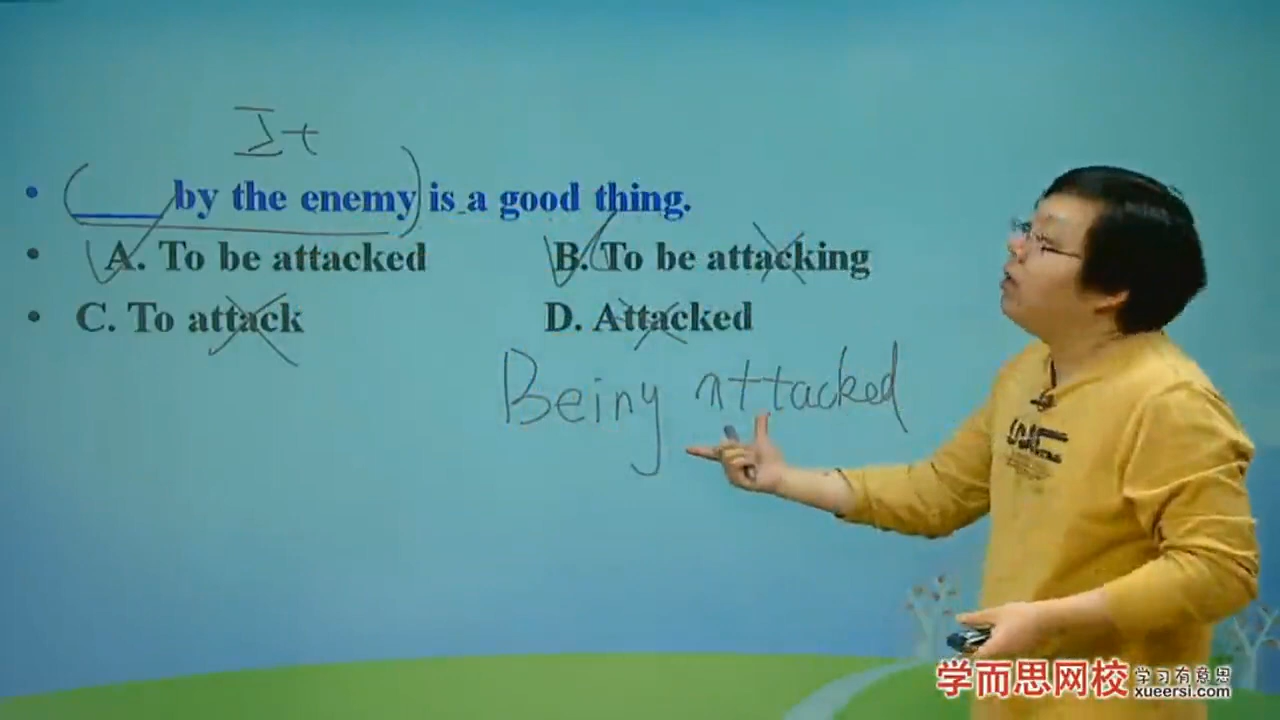 It
• ____ by the enemy is a good thing.
• A. To be attacked B. To be attacking
• C. To attack D. Attacked
Being attacked
学而思网校 学习有意思
xueersi.com